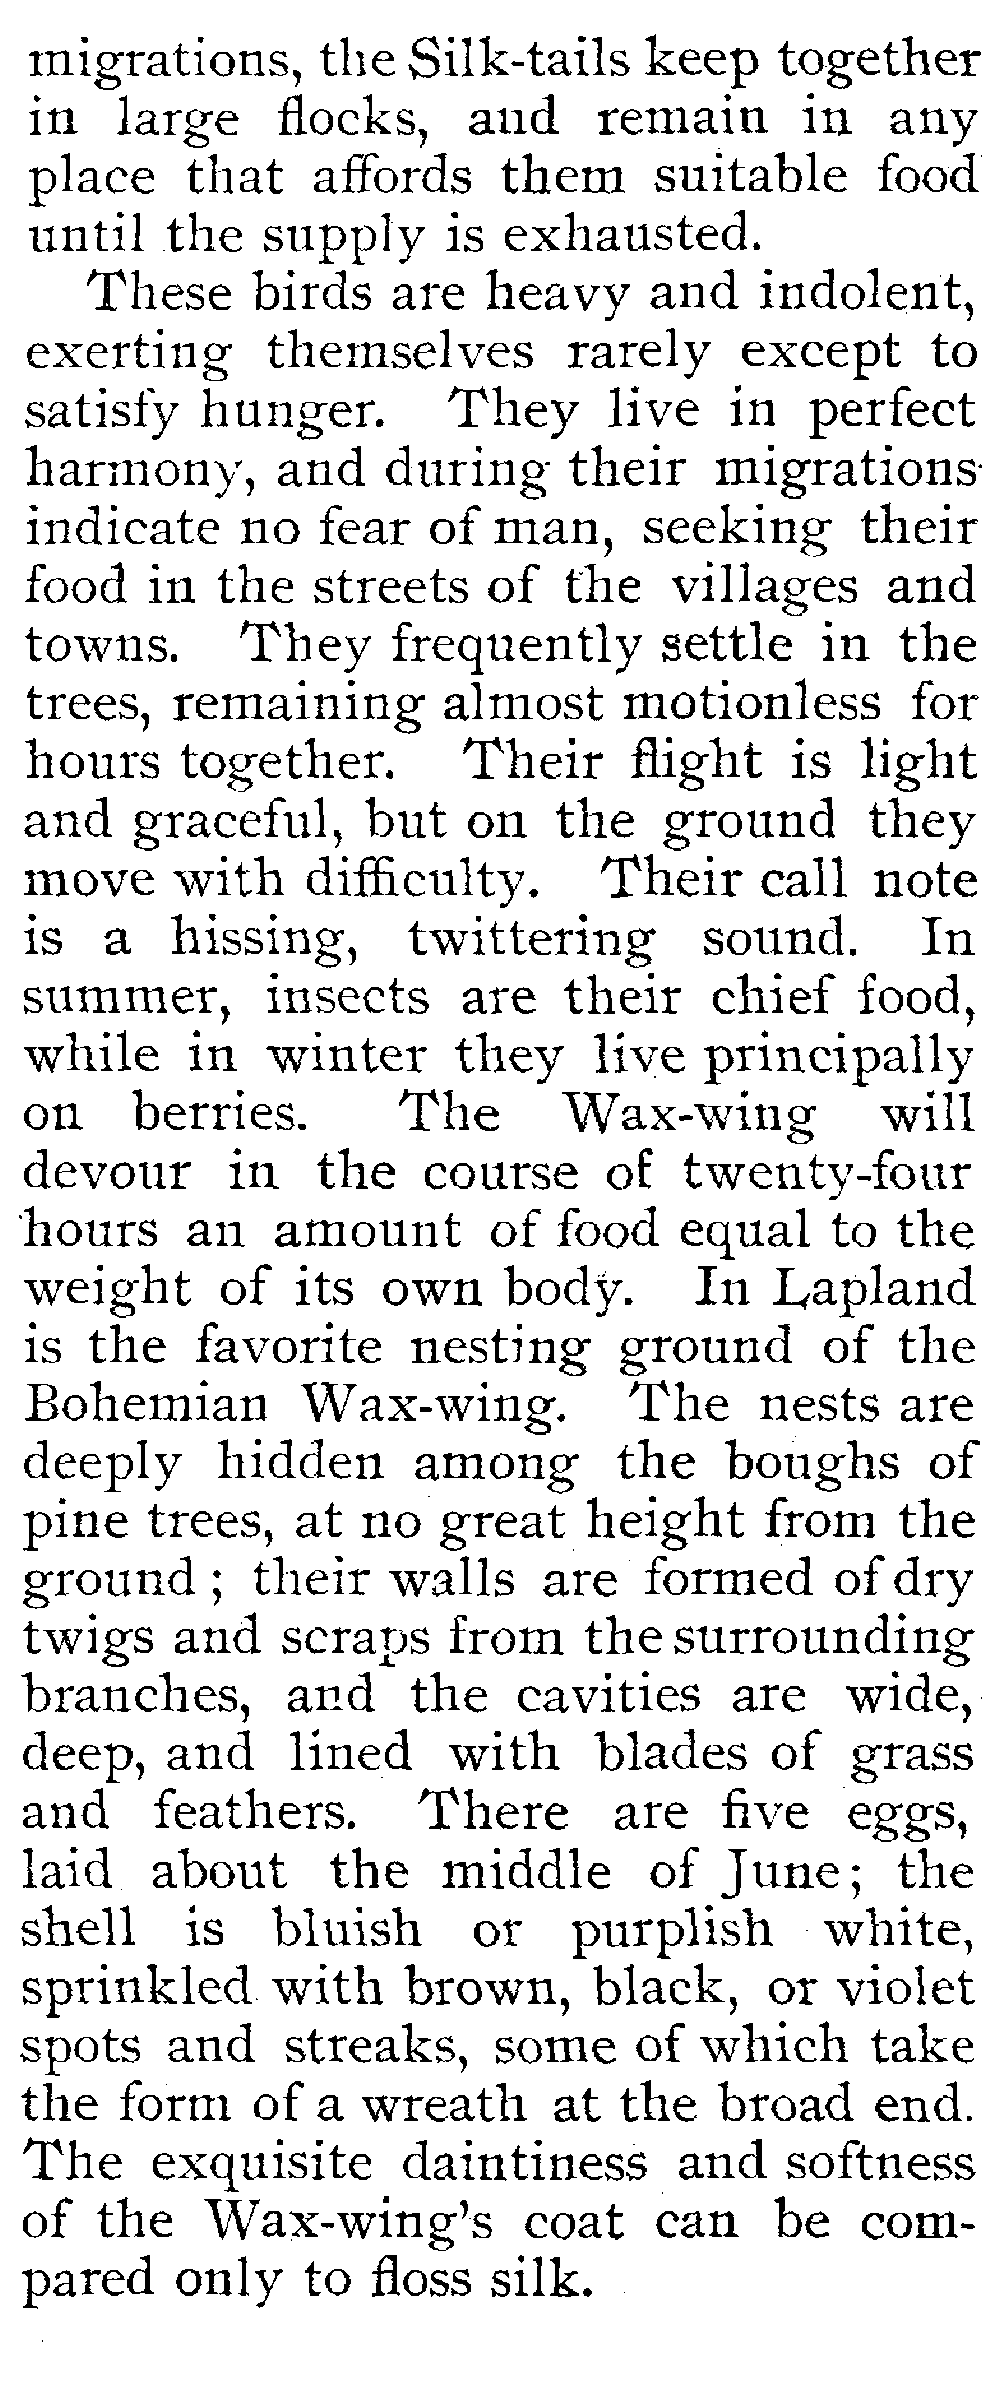 migrations, the Silk-tails keep together
in large flocks, and remain in any
place that affords them suitable food
until the supply is exhausted.
These birds are heavy and indolent,
exerting themselves rarely except to
satisfy hunger. They live in perfect
harmony, and during their migrations
indicate no fear of man, seeking their
food in the streets of the villages and
towns. They frequently settle in the
trees, remaining almost motionless for
hours together. Their flight is light
and graceful, but on the ground they
move with difficulty. Their call note
is a hissing, twittering sound. In
summer, insects are their chief food,
while in winter they live principally
on berries. The Wax-wing will
devour in the course of twenty-four
hours an amount of food equal to the
weight of its own body. In Lapland
is the favorite nesting ground of the
Bohemian Wax-wing. The nests are
deeply hidden among the boughs of
pine trees, at no great height from the
ground; their walls are formed of dry
twigs and scraps from the surrounding
branches, and the cavities are wide,
deep, and lined with blades of grass
and feathers. There are five eggs,
laid about the middle of June; the
shell is bluish or purplish white,
sprinkled with brown, black, or violet
spots and streaks, some of which take
the form of a wreath at the broad end.
The exquisite daintiness and softness
of the Wax-wing's coat can be com-
pared only to floss silk.